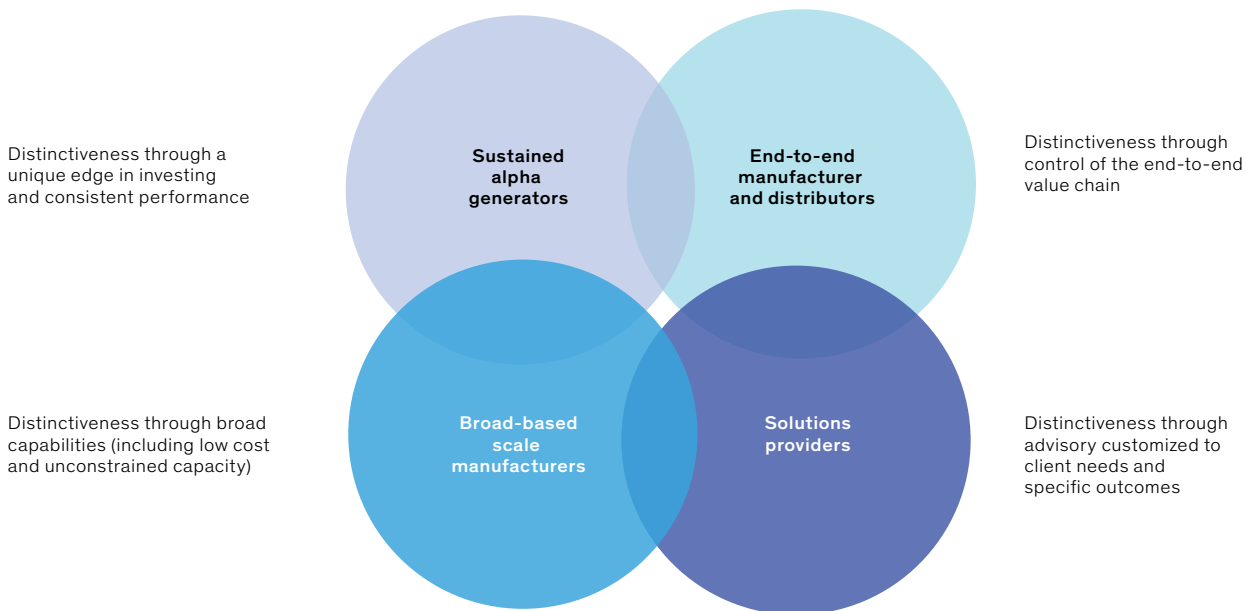 Distinctiveness through a
unique edge in investing
and consistent performance
Sustained
alpha
generators
End-to-end
manufacturer
and distributors
Distinctiveness through
control of the end-to-end
value chain
Distinctiveness through broad
capabilities (including low cost
and unconstrained capacity)
Broad-based
scale
manufacturers
Solutions
providers
Distinctiveness through
advisory customized to
client needs and
specific outcomes